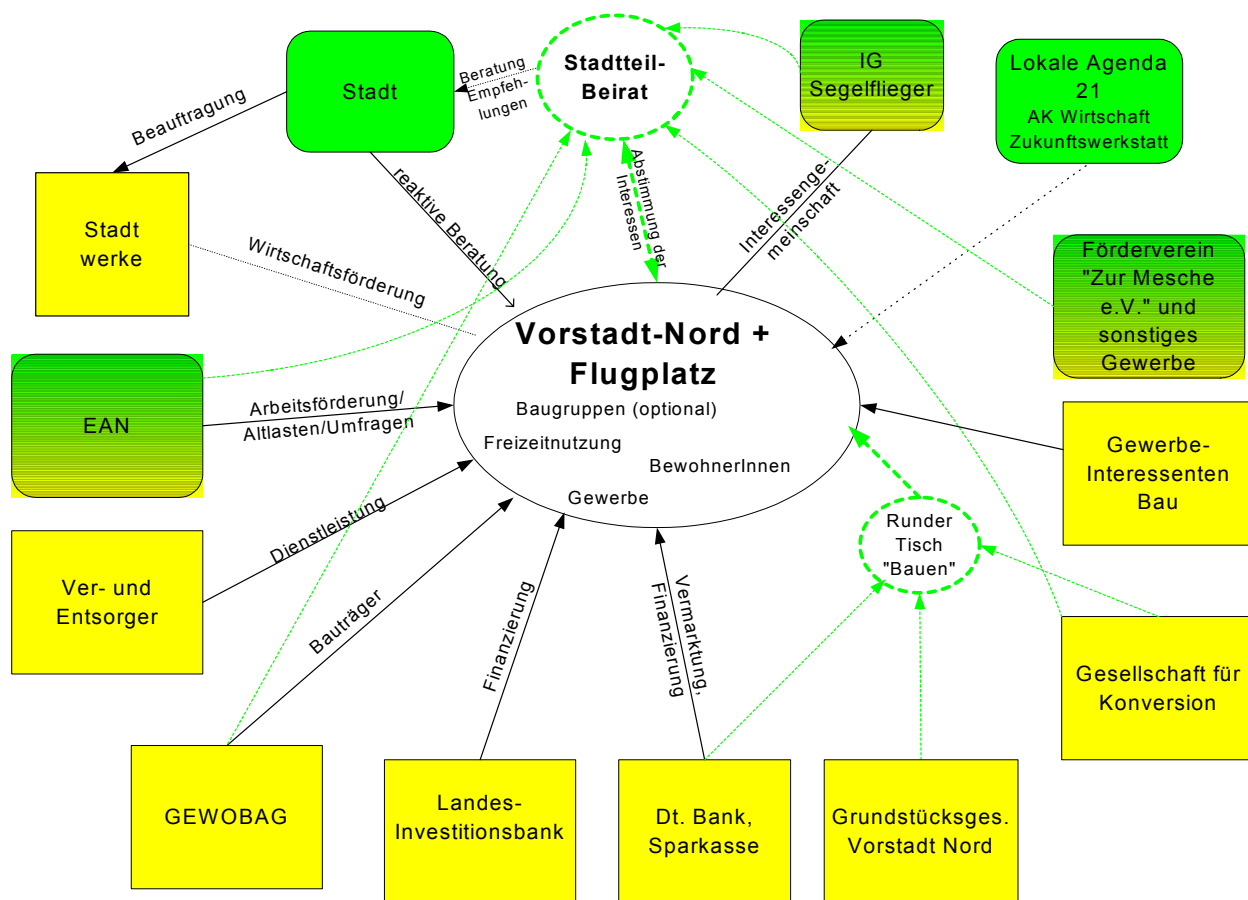 Stadt
Beratung
Empfeh-
lungen
Stadtteil-
Beirat
IG
Segelflieger
Lokale Agenda
21
AK Wirtschaft
Zukunftswerkstatt
Beauftragung
reaktive Beratung
Abstimmung der
Interessen
Interessenge-
meinschaft
Stadt
werke
Wirtschaftsförderung
Förderverein
"Zur Mesche
e.V." und
sonstiges
Gewerbe
EAN
Arbeitsförderung/
Altlasten/Umfragen
Vorstadt-Nord +
Flugplatz
Baugruppen (optional)
Freizeitnutzung
BewohnerInnen
Gewerbe
Gewerbe-
Interessenten
Bau
Runder
Tisch
"Bauen"
Ver- und
Entsorger
Dienstleistung
Bauträger
Finanzierung
Vermarktung,
Finanzierung
Gesellschaft für
Konversion
GEWOBAG
Landes-
Investitionsbank
Dt. Bank,
Sparkasse
Grundstücksges.
Vorstadt Nord